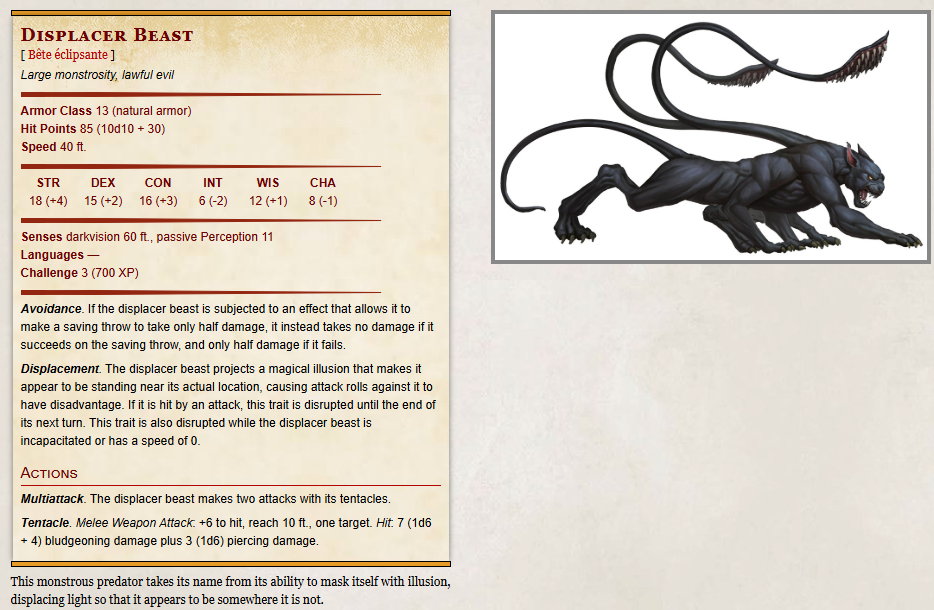 Displacer Beast
[ Bête éclipsante ]
Large monstrosity, lawful evil
Armor Class 13 (natural armor)
Hit Points 85 (10d10 + 30)
Speed 40 ft.
STR DEX CON INT WIS CHA
18 (+4) 15 (+2) 16 (+3) 6 (-2) 12 (+1) 8 (-1)
Senses darkvision 60 ft., passive Perception 11
Languages —
Challenge 3 (700 XP)
Avoidance. If the displacer beast is subjected to an effect that allows it to
make a saving throw to take only half damage, it instead takes no damage if it
succeeds on the saving throw, and only half damage if it fails.
Displacement. The displacer beast projects a magical illusion that makes it
appear to be standing near its actual location, causing attack rolls against it to
have disadvantage. If it is hit by an attack, this trait is disrupted until the end of
its next turn. This trait is also disrupted while the displacer beast is
incapacitated or has a speed of 0.
Actions
Multiattack. The displacer beast makes two attacks with its tentacles.
Tentacle. Melee Weapon Attack: +6 to hit, reach 10 ft., one target. Hit: 7 (1d6
+ 4) bludgeoning damage plus 3 (1d6) piercing damage.
This monstrous predator takes its name from its ability to mask itself with illusion,
displacing light so that it appears to be somewhere it is not.